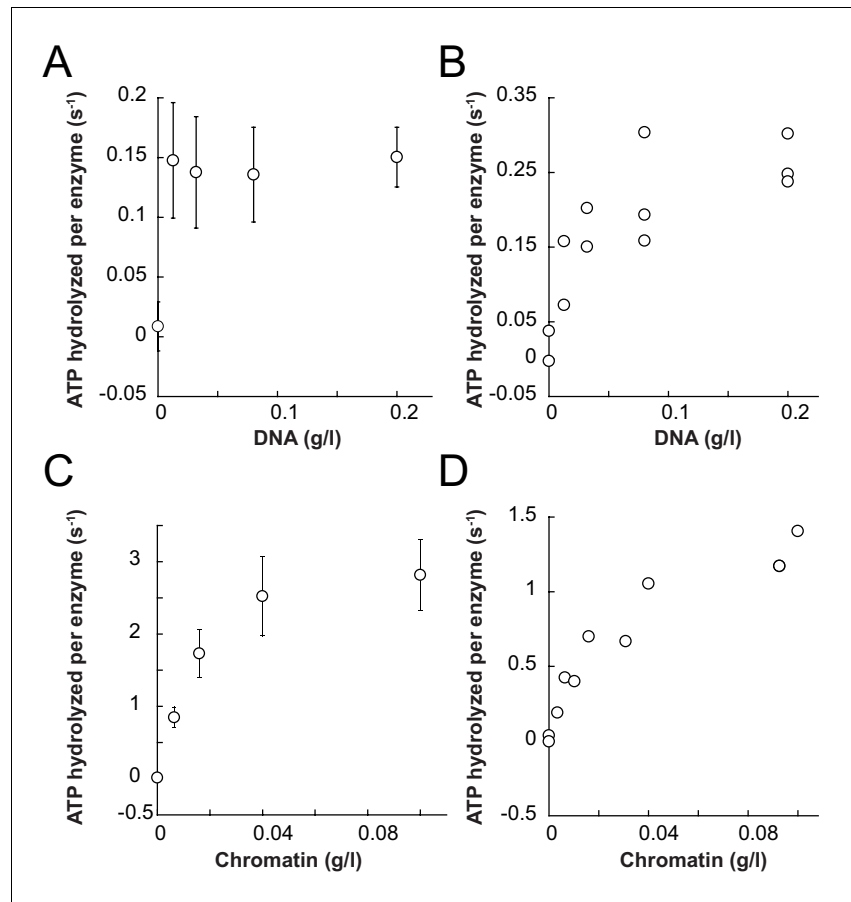 A
ATP hydrolyzed per enzyme (s-1)
0.2
0.15
0.1
0.05
0
-0.05
0
0.1
0.2
DNA (g/l)
B
ATP hydrolyzed per enzyme (s-1)
0.35
0.25
0.15
0.05
0
-0.05
0
0.1
0.2
DNA (g/l)
C
ATP hydrolyzed per enzyme (s-1)
3
2
1
0
-0.5
0
0.04
0.08
Chromatin (g/l)
D
ATP hydrolyzed per enzyme (s-1)
1.5
1
0.5
0
-0.5
0
0.04
0.08
Chromatin (g/l)